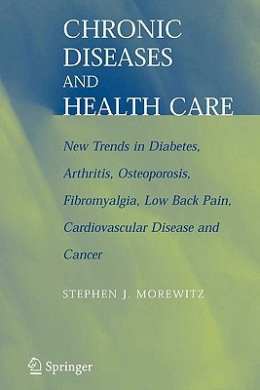 CHRONIC
DISEASES
AND
HEALTH CARE
New Trends in Diabetes,
Arthritis, Osteoporosis,
Fibromyalgia, Low Back Pain,
Cardiovascular Disease and
Cancer
STEPHEN J. MOREWITZ
Springer